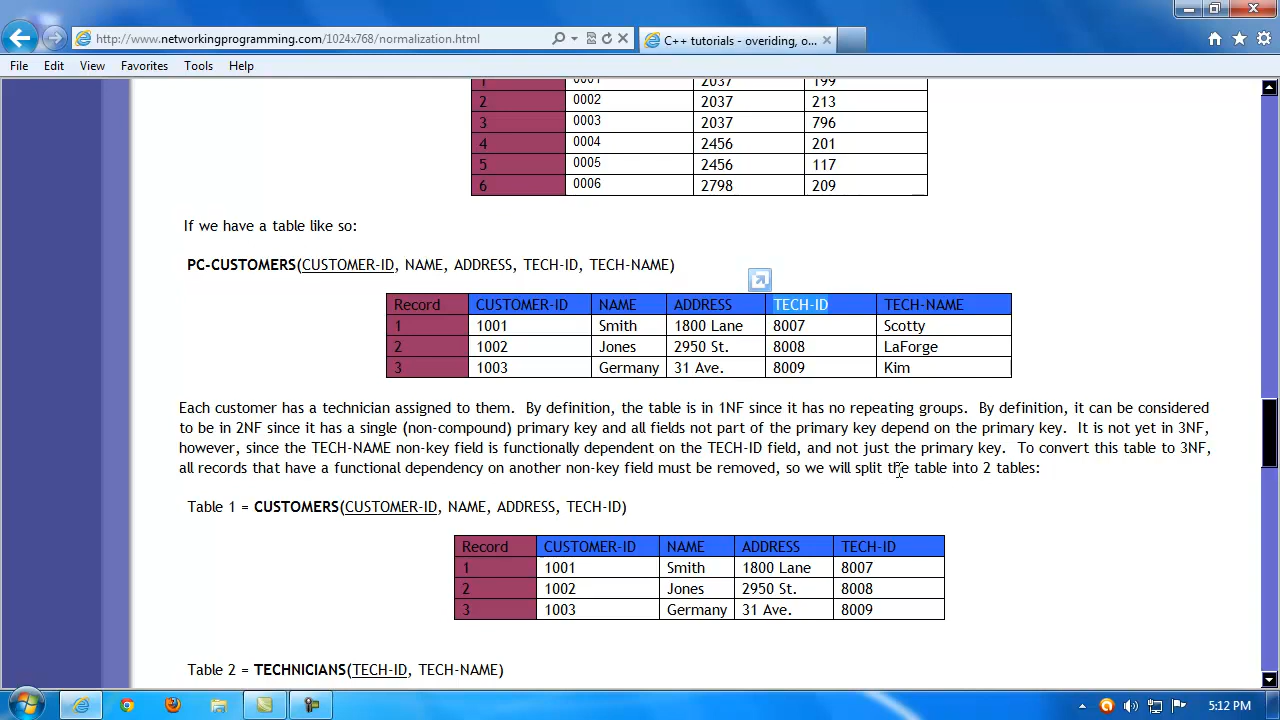 http://www.networkingprogramming.com/1024x768/normalization.html
C++ tutorials - overiding, o...
File Edit View Favorites Tools Help
1 0001 2037 199
2 0002 2037 213
3 0003 2037 796
4 0004 2456 201
5 0005 2456 117
6 0006 2798 209
If we have a table like so:
PC-CUSTOMERS(CUSTOMER-ID, NAME, ADDRESS, TECH-ID, TECH-NAME)
Record CUSTOMER-ID NAME ADDRESS TECH-ID TECH-NAME
1 1001 Smith 1800 Lane 8007 Scotty
2 1002 Jones 2950 St. 8008 LaForge
3 1003 Germany 31 Ave. 8009 Kim
Each customer has a technician assigned to them. By definition, the table is in 1NF since it has no repeating groups. By definition, it can be considered
to be in 2NF since it has a single (non-compound) primary key and all fields not part of the primary key depend on the primary key. It is not yet in 3NF,
however, since the TECH-NAME non-key field is functionally dependent on the TECH-ID field, and not just the primary key. To convert this table to 3NF,
all records that have a functional dependency on another non-key field must be removed, so we will split the table into 2 tables:
Table 1 = CUSTOMERS(CUSTOMER-ID, NAME, ADDRESS, TECH-ID)
Record CUSTOMER-ID NAME ADDRESS TECH-ID
1 1001 Smith 1800 Lane 8007
2 1002 Jones 2950 St. 8008
3 1003 Germany 31 Ave. 8009
Table 2 = TECHNICIANS(TECH-ID, TECH-NAME)
5:12 PM